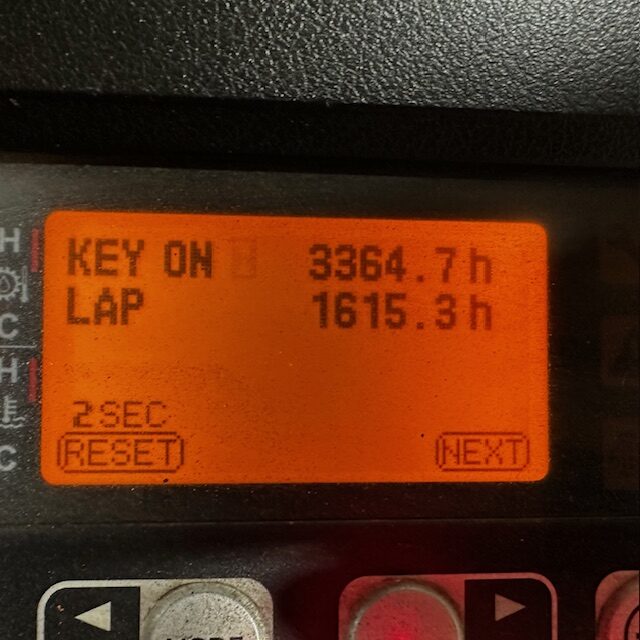 KEY ON 3364.7h
LAP 1615.3h
2SEC
RESET NEXT
H
C
H
C